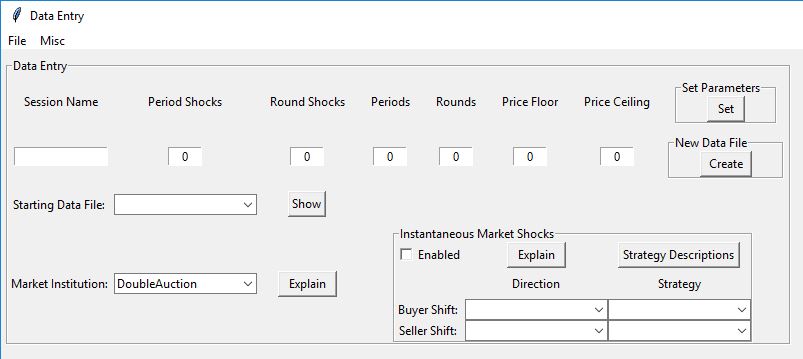 Data Entry
File Misc
Data Entry
Set Parameters
Session Name Period Shocks Round Shocks Periods Rounds Price Floor Price Ceiling
Set
New Data File
0 0 0 0 0 0
Create
Starting Data File: Show
Instantaneous Market Shocks
Enabled Explain Strategy Descriptions
Market Institution: DoubleAuction Explain
Direction Strategy
Buyer Shift:
Seller Shift: